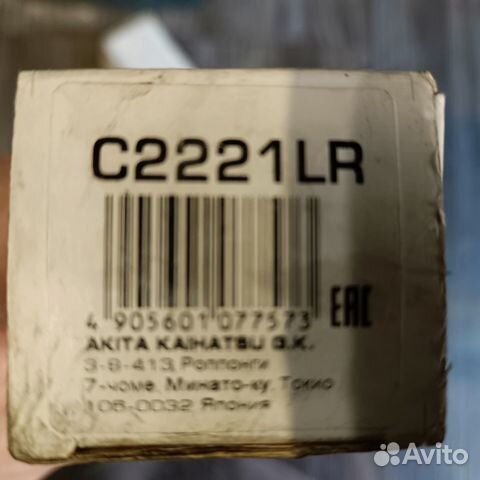 C2221LR
4 905601 077573
EAC
AKITA KAIHATSU G.K.
3-8-413, Роппонги
7-чоме, Минато-ку, Токио
106-0032 Япония
Avito